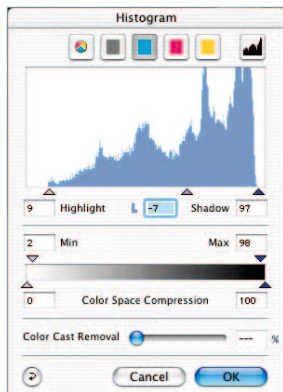 Histogram
9 Highlight L -7 Shadow 97
2 Min Max 98
0 Color Space Compression 100
Color Cast Removal --- %
Cancel OK